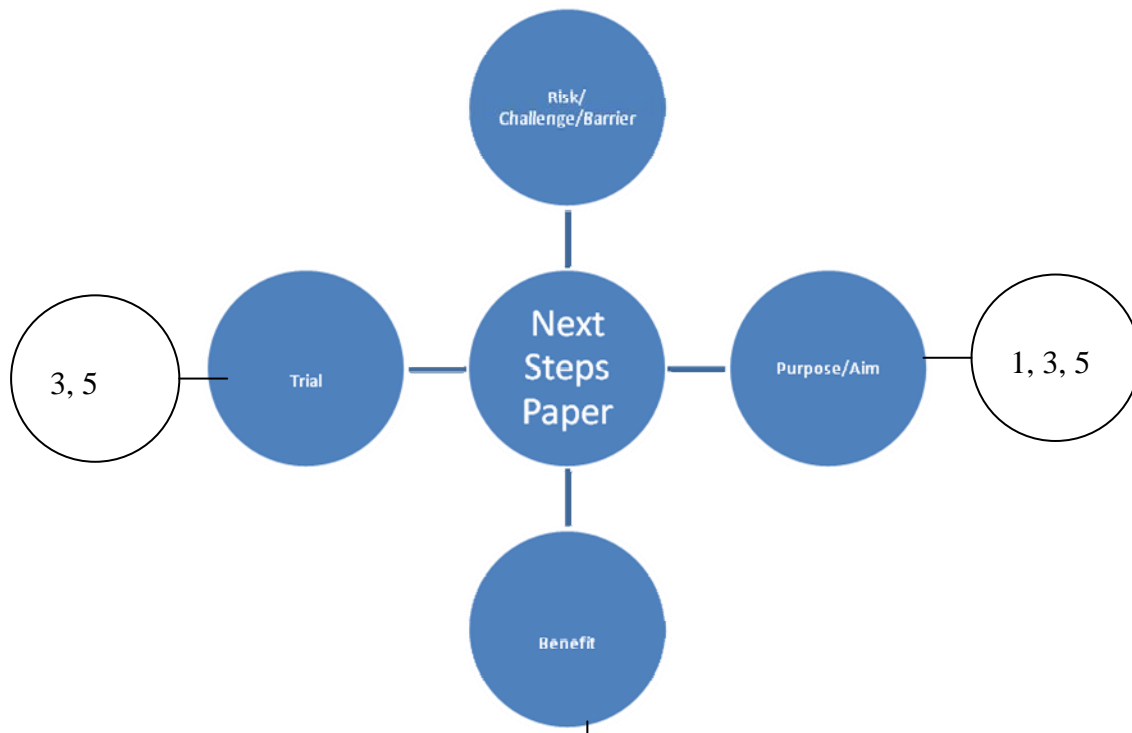 Risk/
Challenge/Barrier
3, 5
Trial
Next
Steps
Paper
Purpose/Aim
1, 3, 5
Benefit